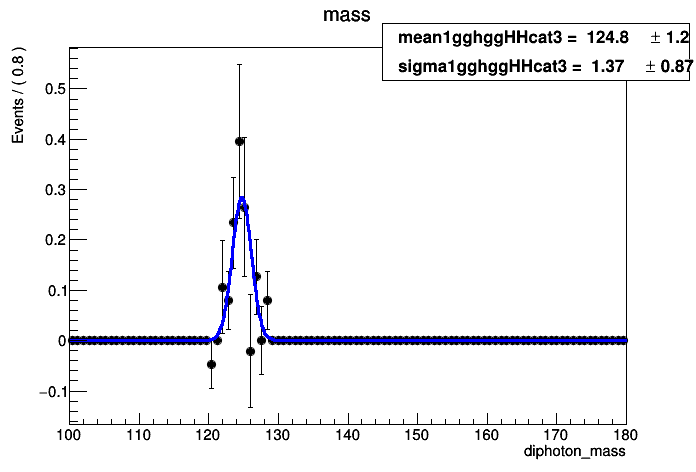 mass
mean1gghggHHcat3 = 124.8 ± 1.2
sigma1gghggHHcat3 = 1.37 ± 0.87
Events / ( 0.8 )
0.5
0.4
0.3
0.2
0.1
0
−0.1
100 110 120 130 140 150 160 170 180
diphoton_mass